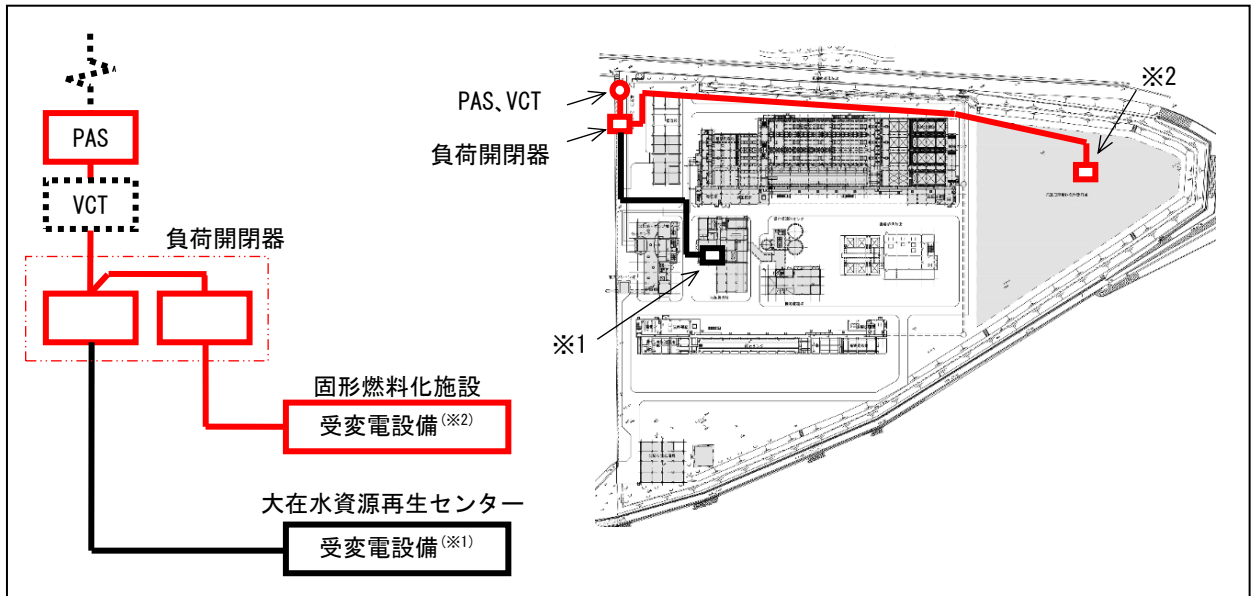 PAS
VCT
負荷開閉器
固形燃料化施設
受変電設備(※2)
大在水資源再生センター
受変電設備(※1)
PAS、VCT
負荷開閉器
※1
※2